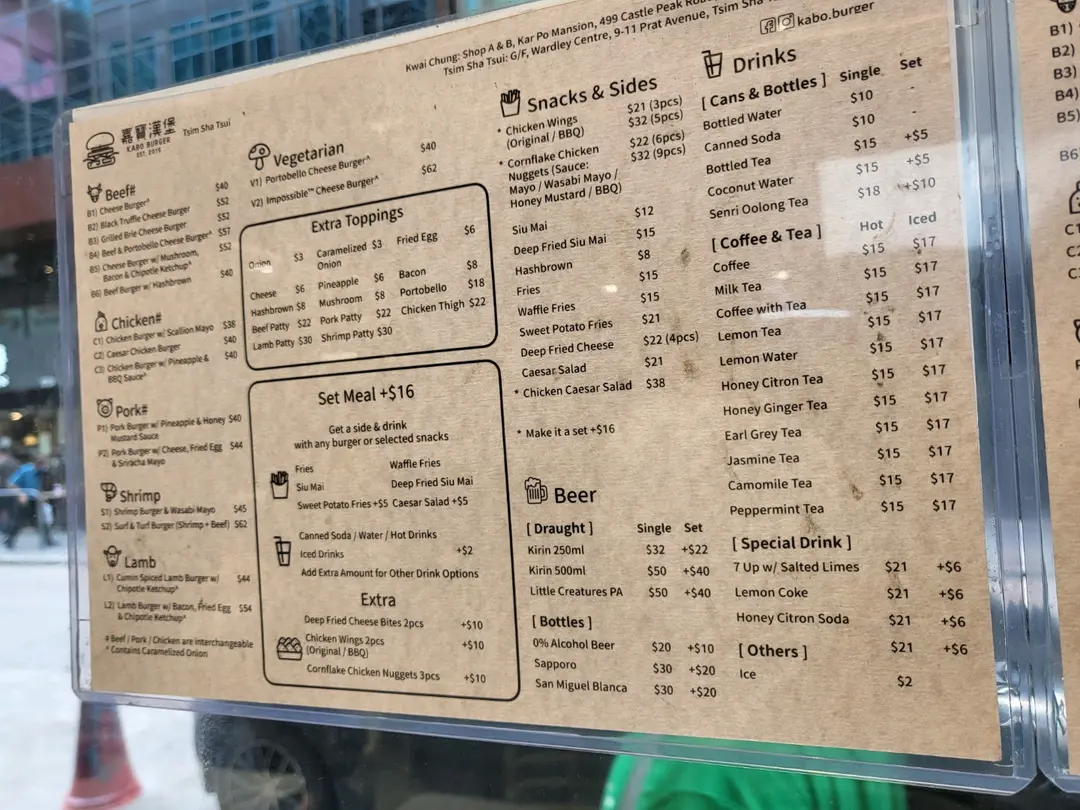 Kwai Chung: Shop A & B, Kar Po Mansion, 499 Castle Peak
Tsim Sha Tsui: G/F, Wardley Centre, 9-11 Prat Avenue, Tsim Sha
kabo.burger
嘉寶漢堡
KABO BURGER
EST. 2015
Tsim Sha Tsui
Beef#
B1) Cheese Burger^ $40
B2) Black Truffle Cheese Burger $52
B3) Grilled Brie Cheese Burger $52
B4) Beef & Portobello Cheese Burger^ $57
B5) Cheese Burger w/ Mushroom, $52
Bacon & Chipotle Ketchup^
B6) Beef Burger w/ Hashbrown $40
Chicken#
C1) Chicken Burger w/ Scallion Mayo $38
C2) Caesar Chicken Burger $40
C3) Chicken Burger w/ Pineapple & $40
BBQ Sauce^
Pork#
P1) Pork Burger w/ Pineapple & Honey $40
Mustard Sauce
P2) Pork Burger w/ Cheese, Fried Egg $44
& Sriracha Mayo
Shrimp
S1) Shrimp Burger & Wasabi Mayo $45
S2) Surf & Turf Burger (Shrimp + Beef) $62
Lamb
L1) Cumin Spiced Lamb Burger w/ $44
Chipotle Ketchup^
L2) Lamb Burger w/ Bacon, Fried Egg $54
& Chipotle Ketchup^
# Beef / Pork / Chicken are interchangeable
^ Contains Caramelized Onion
Vegetarian
V1) Portobello Cheese Burger^ $40
V2) Impossible™ Cheese Burger^ $62
Extra Toppings
Onion $3 Caramelized Onion $3 Fried Egg $6
Cheese $6 Pineapple $6 Bacon $8
Hashbrown $8 Mushroom $8 Portobello $18
Beef Patty $22 Pork Patty $22 Chicken Thigh $22
Lamb Patty $30 Shrimp Patty $30
Set Meal +$16
Get a side & drink
with any burger or selected snacks
Fries Waffle Fries
Siu Mai Deep Fried Siu Mai
Sweet Potato Fries +$5 Caesar Salad +$5
Canned Soda / Water / Hot Drinks
Iced Drinks +$2
Add Extra Amount for Other Drink Options
Extra
Deep Fried Cheese Bites 2pcs +$10
Chicken Wings 2pcs +$10
(Original / BBQ)
Cornflake Chicken Nuggets 3pcs +$10
Snacks & Sides
* Chicken Wings $21 (3pcs)
(Original / BBQ) $32 (5pcs)
* Cornflake Chicken $22 (6pcs)
Nuggets (Sauce: $32 (9pcs)
Mayo / Wasabi Mayo /
Honey Mustard / BBQ)
Siu Mai $12
Deep Fried Siu Mai $15
Hashbrown $8
Fries $15
Waffle Fries $15
Sweet Potato Fries $21
Deep Fried Cheese $22 (4pcs)
Caesar Salad $21
* Chicken Caesar Salad $38
* Make it a set +$16
Beer
[ Draught ] Single Set
Kirin 250ml $32 +$22
Kirin 500ml $50 +$40
Little Creatures PA $50 +$40
[ Bottles ]
0% Alcohol Beer $20 +$10
Sapporo $30 +$20
San Miguel Blanca $30 +$20
Drinks
[ Cans & Bottles ] Single Set
Bottled Water $10 -
Canned Soda $10 -
Bottled Tea $15 +$5
Coconut Water $15 +$5
Senri Oolong Tea $18 +$10
[ Coffee & Tea ] Hot Iced
Coffee $15 $17
Milk Tea $15 $17
Coffee with Tea $15 $17
Lemon Tea $15 $17
Lemon Water $15 $17
Honey Citron Tea $15 $17
Honey Ginger Tea $15 $17
Earl Grey Tea $15 $17
Jasmine Tea $15 $17
Camomile Tea $15 $17
Peppermint Tea $15 $17
[ Special Drink ]
7 Up w/ Salted Limes $21 +$6
Lemon Coke $21 +$6
Honey Citron Soda $21 +$6
[ Others ] $21 +$6
Ice $2
B1)
B2)
B3)
B4)
B5)
B6)